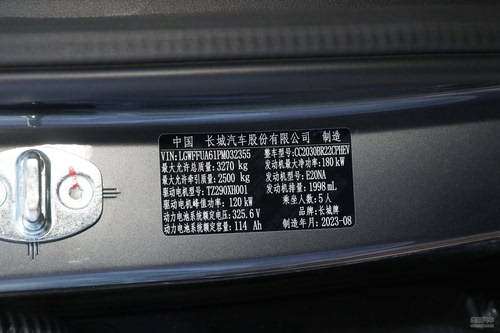 中国 长城汽车股份有限公司 制造
VIN:LGWPFUA61PM032355 整车型号:CC2030BR22CPHEV
最大允许总质量:3270 kg 发动机最大净功率:180 kW
最大允许牵引质量:2500 kg 发动机型号:E20NA
驱动电机型号:TZ290XH001 发动机排量:1998 mL
驱动电机峰值功率:120 kW 乘坐人数:5人
动力电池系统额定电压:325.6 V 品牌:长城牌
动力电池系统额定容量:114 Ah 制造年月:2023-08